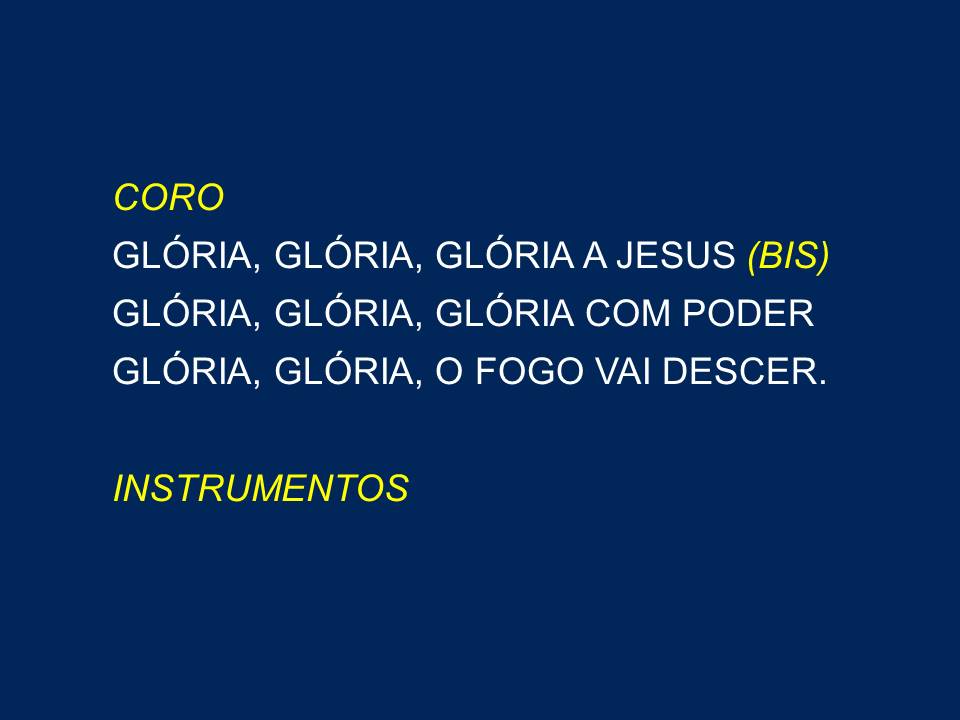 CORO
GLÓRIA, GLÓRIA, GLÓRIA A JESUS (BIS)
GLÓRIA, GLÓRIA, GLÓRIA COM PODER
GLÓRIA, GLÓRIA, O FOGO VAI DESCER.
INSTRUMENTOS